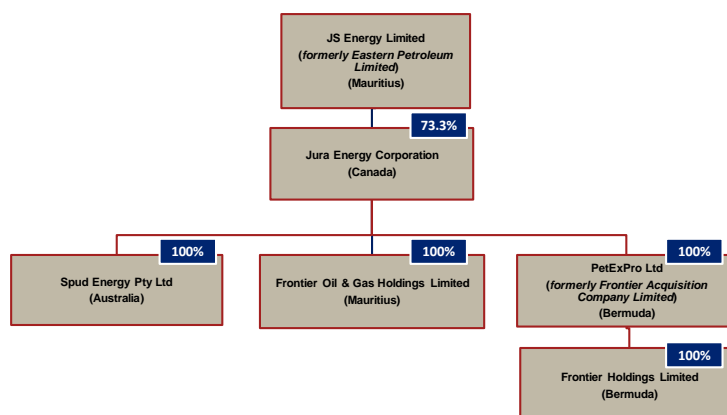 JS Energy Limited
(formerly Eastern Petroleum
Limited)
(Mauritius)
73.3%
Jura Energy Corporation
(Canada)
100%
Spud Energy Pty Ltd
(Australia)
100%
Frontier Oil & Gas Holdings Limited
(Mauritius)
100%
PetExPro Ltd
(formerly Frontier Acquisition
Company Limited)
(Bermuda)
100%
Frontier Holdings Limited
(Bermuda)